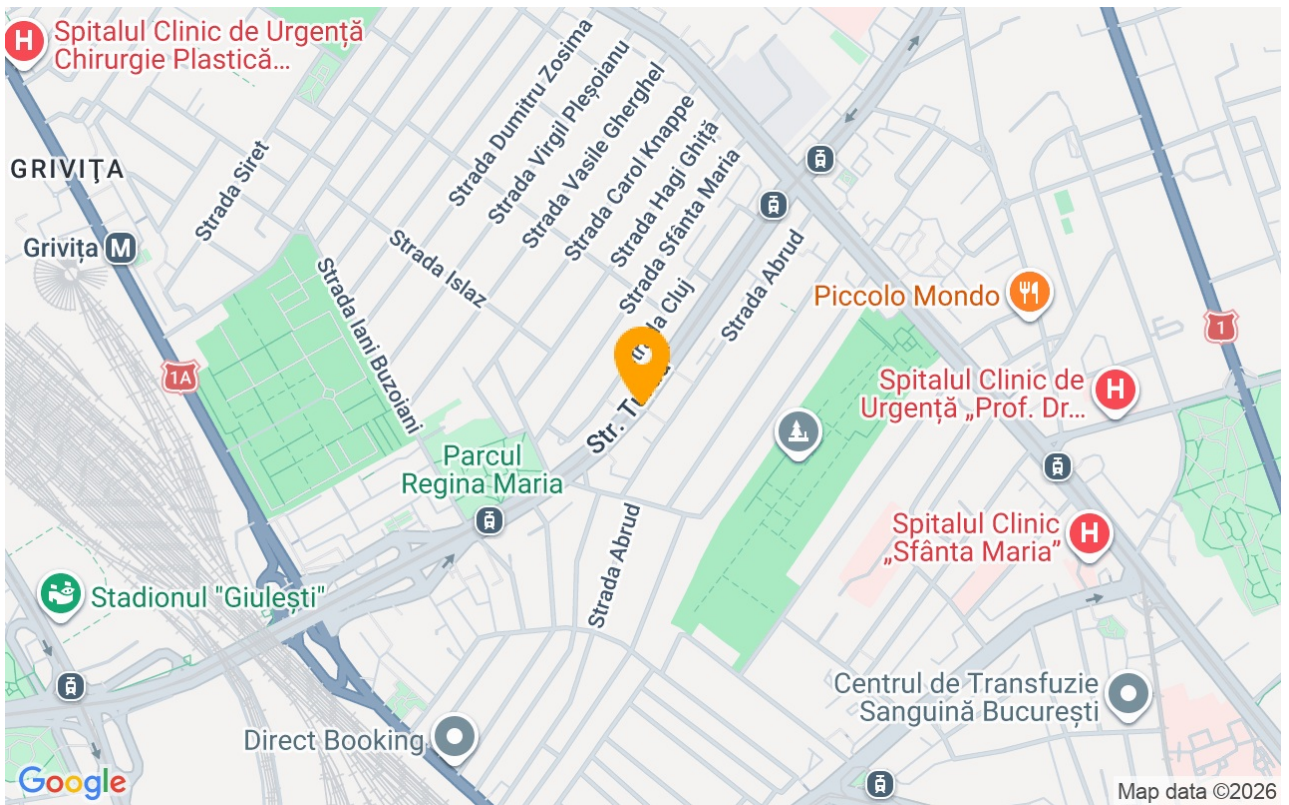 Spitalul Clinic de Urgență
Chirurgie Plastică...
GRIVIŢA
Grivița
M
Strada Siret
Strada Dumitru Zosima
Strada Virgil Pleșoianu
Strada Vasile Gherghel
Strada Carol Knappe
Strada Hagi Ghiță
Strada Sfânta Maria
Strada Islaz
Strada Iani Buzoiani
Strada Abrud
Piccolo Mondo
1
1A
Cluj
Str.
Spitalul Clinic de
Urgență „Prof. Dr...
H
H
Parcul
Regina Maria
Spitalul Clinic
„Sfânta Maria”
H
Strada Abrud
Stadionul "Giulești"
Centrul de Transfuzie
Sanguină București
Direct Booking
Google
Map data ©2026